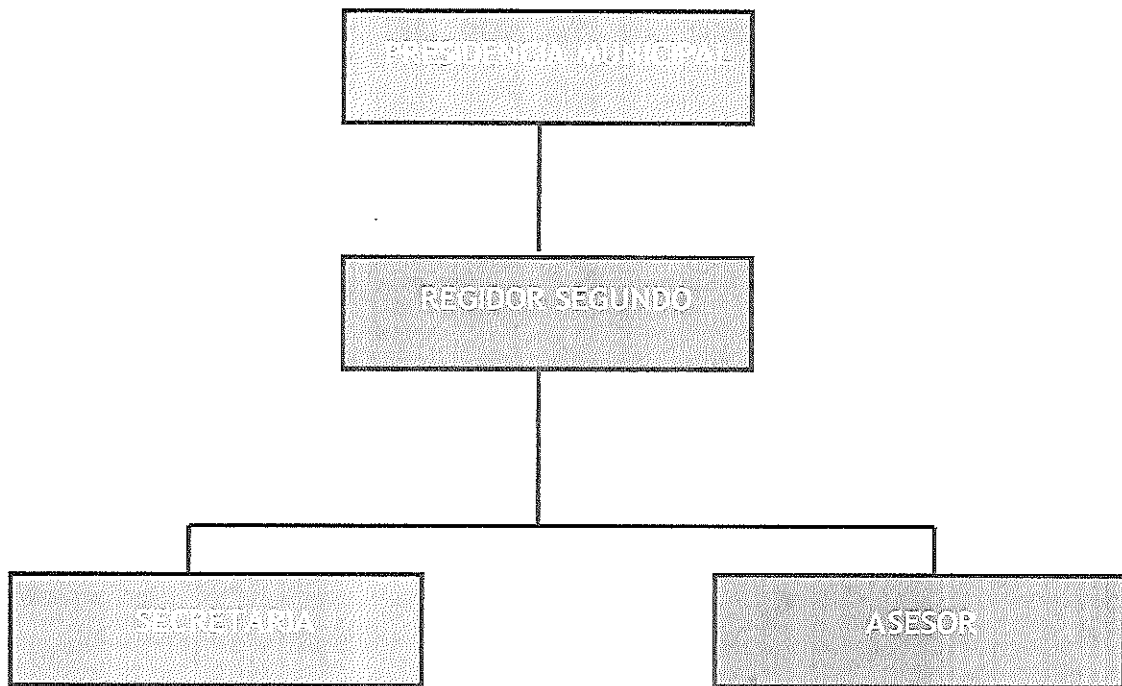 PRESIDENCIA MUNICIPAL
REGIDOR SEGUNDO
SECRETARIA
ASESOR